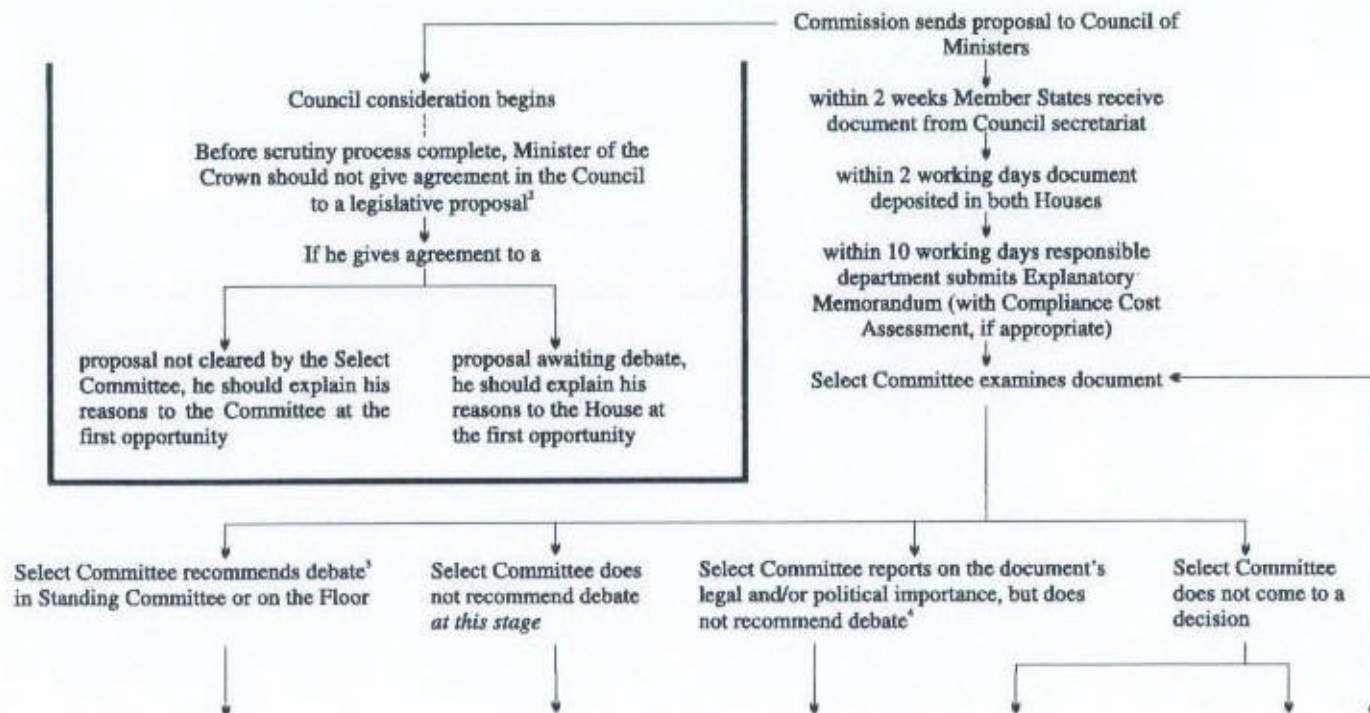 Commission sends proposal to Council of
Ministers
Council consideration begins
Before scrutiny process complete, Minister of the
Crown should not give agreement in the Council
to a legislative proposal²
If he gives agreement to a
proposal not cleared by the Select
Committee, he should explain his
reasons to the Committee at the
first opportunity
proposal awaiting debate,
he should explain his
reasons to the House at
the first opportunity
within 2 weeks Member States receive
document from Council secretariat
within 2 working days document
deposited in both Houses
within 10 working days responsible
department submits Explanatory
Memorandum (with Compliance Cost
Assessment, if appropriate)
Select Committee examines document
Select Committee recommends debate³
in Standing Committee or on the Floor
Select Committee does
not recommend debate
at this stage
Select Committee reports on the document's
legal and/or political importance, but does
not recommend debate⁴
Select Committee
does not come to a
decision